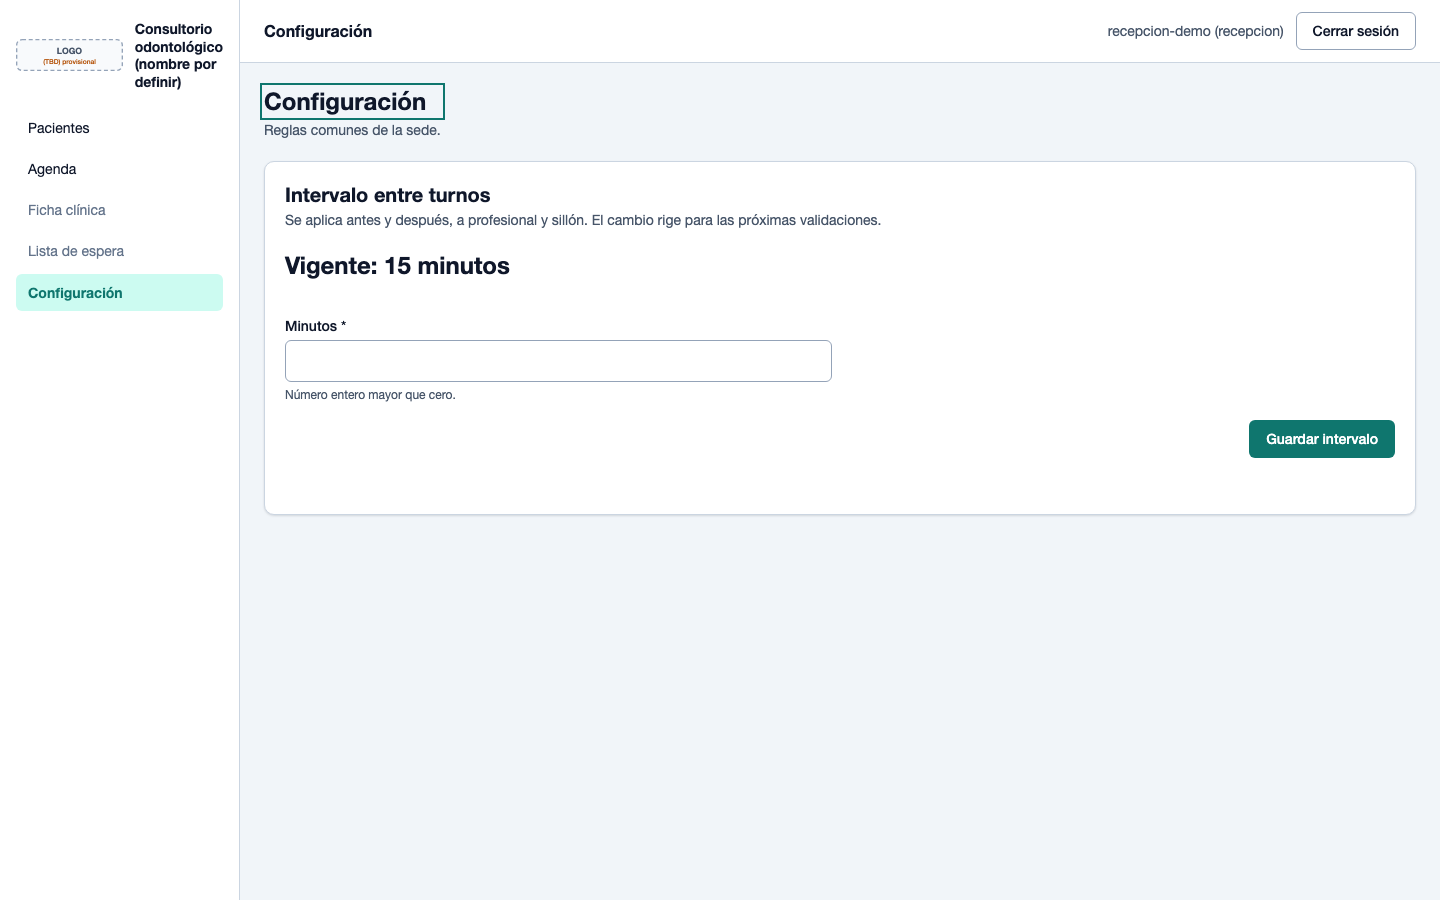 LOGO
(TBD) provisional
Consultorio
odontológico
(nombre por
definir)
Pacientes
Agenda
Ficha clínica
Lista de espera
Configuración
Configuración
recepcion-demo (recepcion)
Cerrar sesión
Configuración
Reglas comunes de la sede.
Intervalo entre turnos
Se aplica antes y después, a profesional y sillón. El cambio rige para las próximas validaciones.
Vigente: 15 minutos
Minutos *
Número entero mayor que cero.
Guardar intervalo